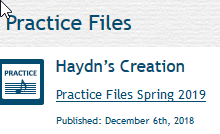 Practice Files
PRACTICE
Haydn's Creation
Practice Files Spring 2019
Published: December 6th, 2018